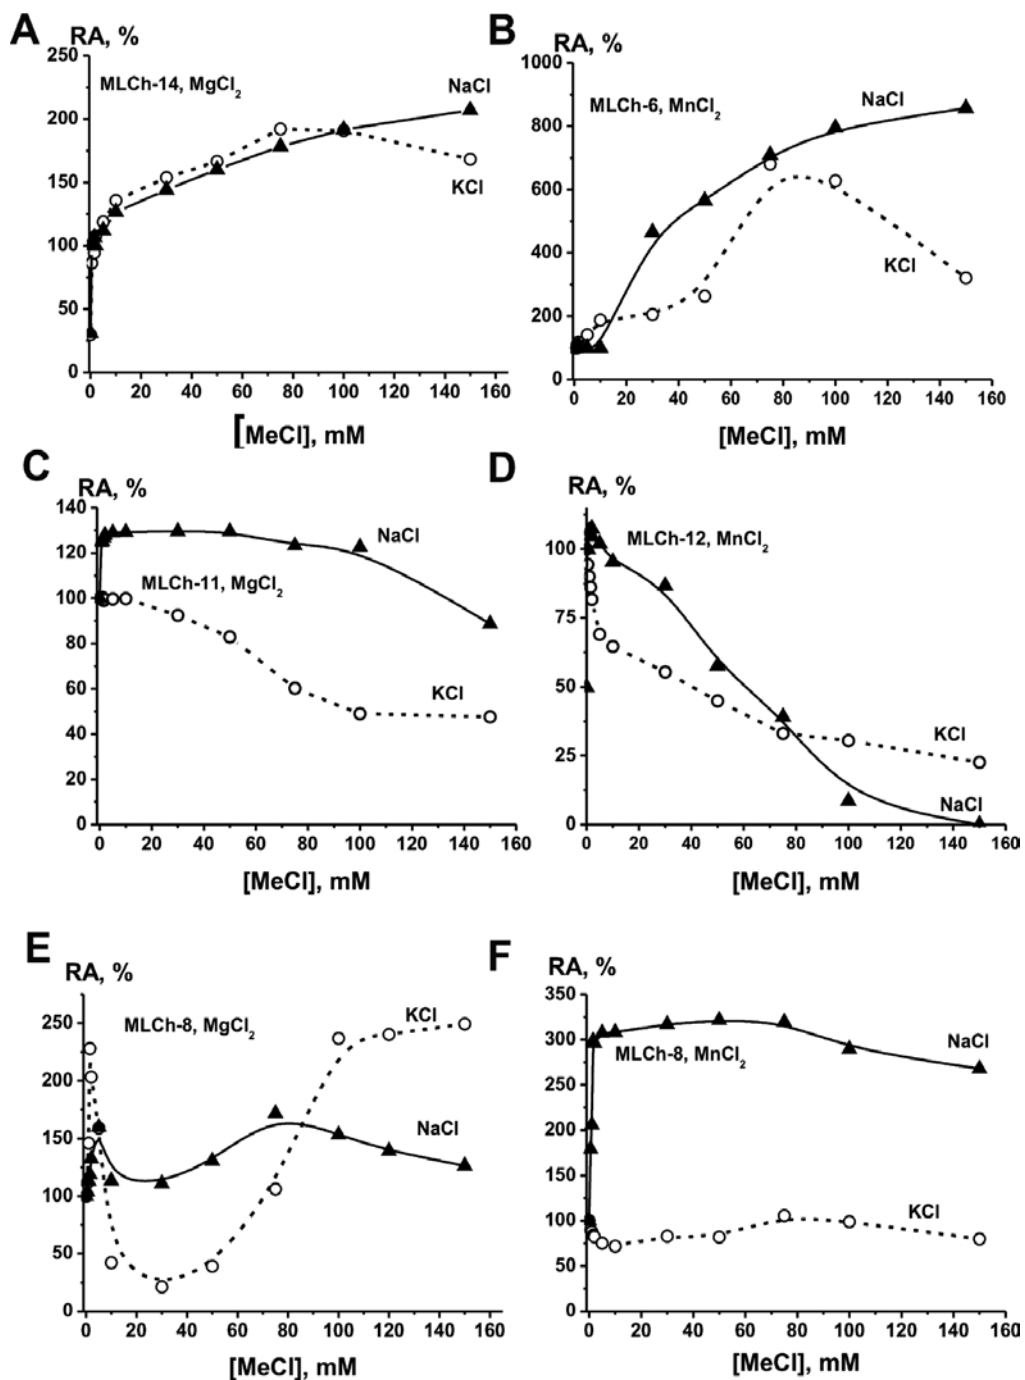 A
RA, %
250
200
150
100
50
0
MLCh-14, MgCl2
NaCl
KCl
0 20 40 60 80 100 120 140 160
[MeCl], mM
B
RA, %
1000
800
600
400
200
0
MLCh-6, MnCl2
NaCl
KCl
0 20 40 60 80 100 120 140 160
[MeCl], mM
C
RA, %
140
120
100
80
60
40
20
0
NaCl
MLCh-11, MgCl2
KCl
0 20 40 60 80 100 120 140 160
[MeCl], mM
D
RA, %
100
75
50
25
0
MLCh-12, MnCl2
KCl
NaCl
0 20 40 60 80 100 120 140 160
[MeCl], mM
E
RA, %
250
200
150
100
50
0
MLCh-8, MgCl2
KCl
NaCl
0 20 40 60 80 100 120 140 160
[MeCl], mM
F
RA, %
350
300
250
200
150
100
50
0
NaCl
MLCh-8, MnCl2
KCl
0 20 40 60 80 100 120 140 160
[MeCl], mM